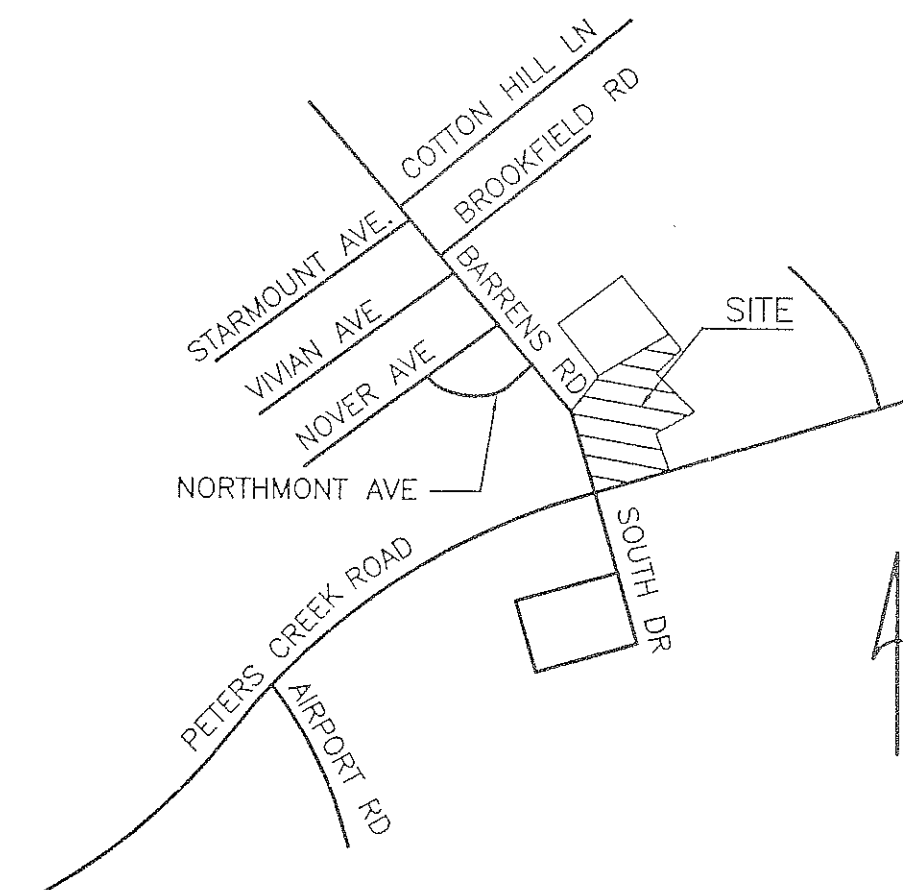 COTTON HILL LN
BROOKFIELD RD
STARMOUNT AVE.
BARRENS RD
VIVIAN AVE
SITE
NOVER AVE
NORTHMONT AVE
SOUTH DR
PETERS CREEK ROAD
AIRPORT RD